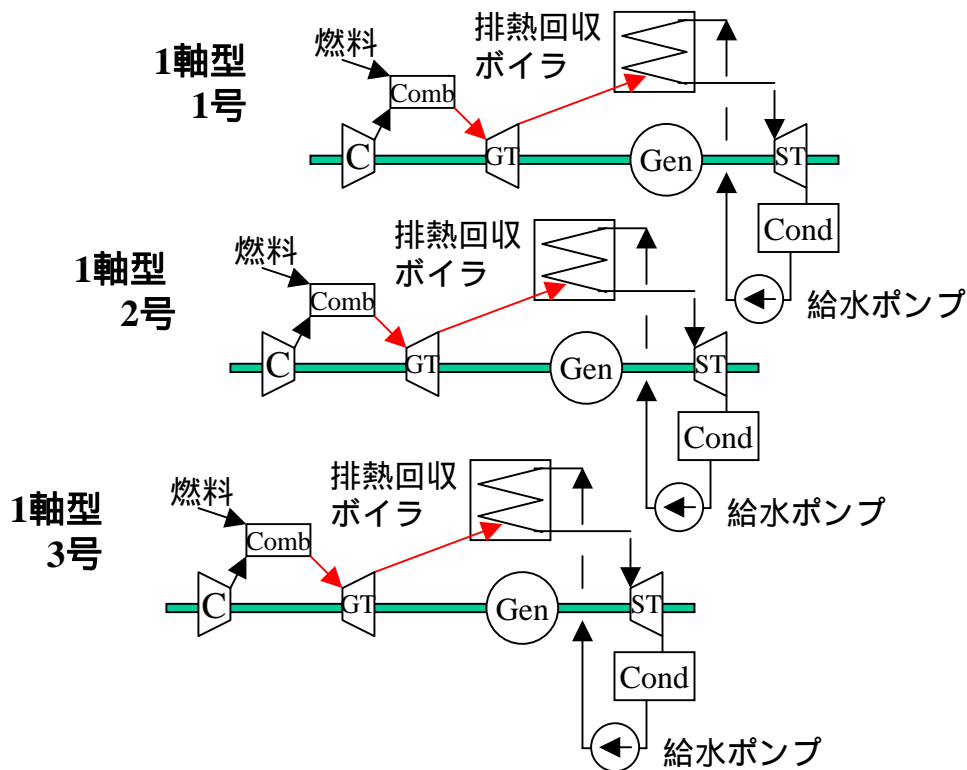 1軸型
1号
燃料
排熱回収
ボイラ
Comb
C
GT
Gen
ST
Cond
給水ポンプ
1軸型
2号
燃料
排熱回収
ボイラ
Comb
C
GT
Gen
ST
Cond
給水ポンプ
1軸型
3号
燃料
排熱回収
ボイラ
Comb
C
GT
Gen
ST
Cond
給水ポンプ